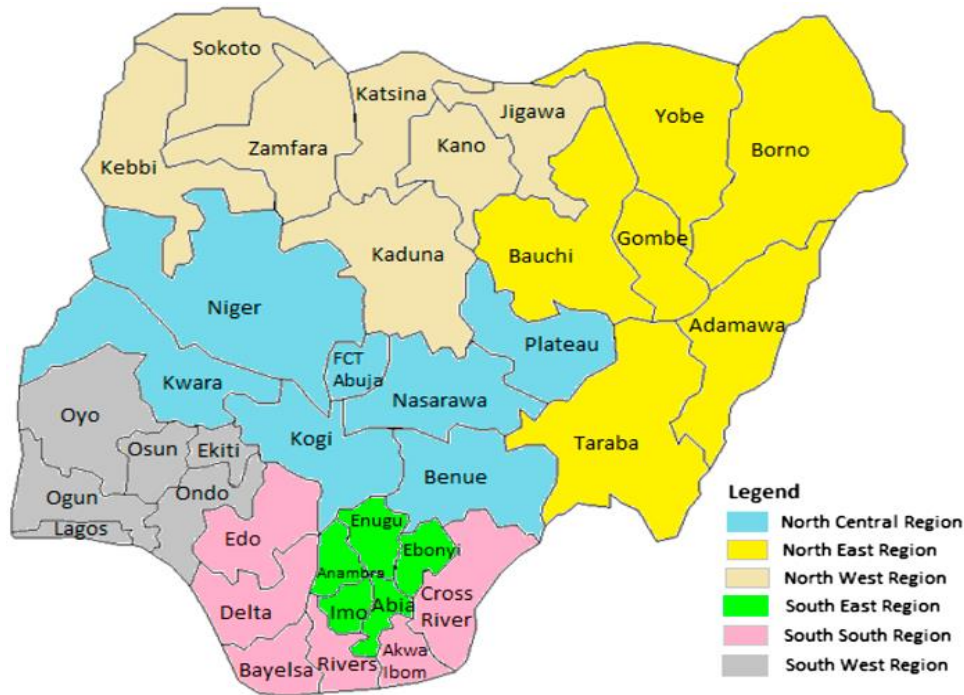 Sokoto
Katsina
Jigawa
Yobe
Borno
Kano
Zamfara
Kebbi
Kaduna
Bauchi
Gombe
Niger
Adamawa
Plateau
FCT
Abuja
Kwara
Nasarawa
Oyo
Kogi
Taraba
Osun
Ekiti
Benue
Ogun
Ondo
Lagos
Edo
Enugu
Ebonyi
Anambra
Delta
Imo
Abia
Cross
River
Bayelsa
Rivers
Akwa
Ibom
Legend
North Central Region
North East Region
North West Region
South East Region
South South Region
South West Region